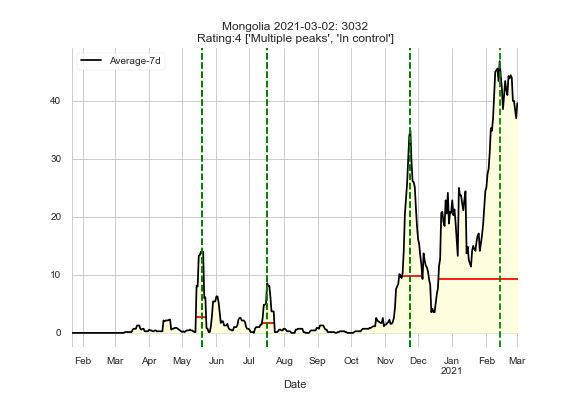 Mongolia 2021-03-02: 3032
Rating:4 ['Multiple peaks', 'In control']
Average-7d
40
30
20
10
0
Feb Mar Apr May Jun Jul Aug Sep Oct Nov Dec Jan Feb Mar
2021
Date